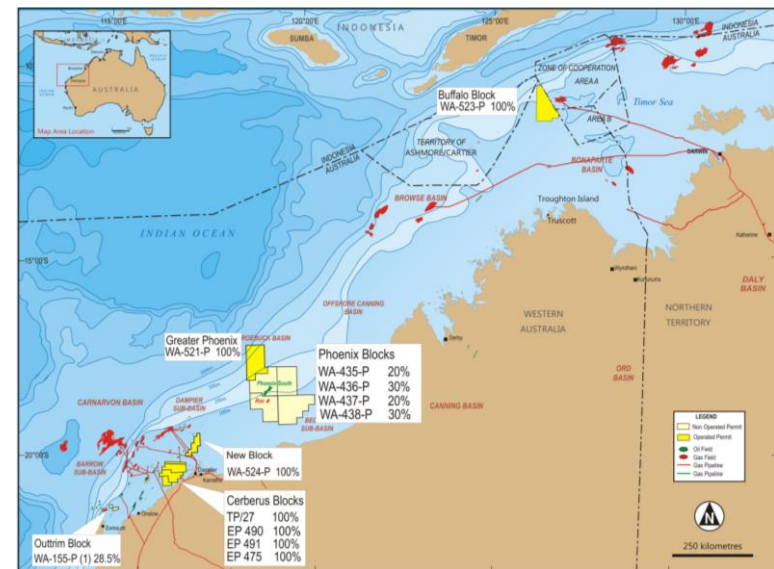 115°00'E
120°00'E
125°00'E
130°00'E
INDONESIA
SUMBA
TIMOR
INDONESIA
AUSTRALIA
AUSTRALIA
Map Area Location
ZONE OF COOPERATION
AREA A
Buffalo Block
WA-523-P 100%
AREA B
Timor Sea
TERRITORY OF
ASHMORE/CARTIER
INDONESIA
AUSTRALIA
BONAPARTE
BASIN
DARWIN
BROWSE BASIN
Troughton Island
Truscott
INDIAN OCEAN
Katherine
15°00'S
Wyndham
Kununurra
DALY
BASIN
OFFSHORE CANNING
BASIN
WESTERN
AUSTRALIA
NORTHERN
TERRITORY
Greater Phoenix
WA-521-P 100%
Derby
Phoenix South
Roc
Phoenix Blocks
WA-435-P 20%
WA-436-P 30%
WA-437-P 20%
WA-438-P 30%
ORD
BASIN
CARNARVON BASIN
DAMPIER
SUB-BASIN
SUB-BASIN
CANNING BASIN
LEGEND
Non Operated Permit
Operated Permit
Oil Field
Gas Field
Gas Pipeline
Gas Pipeline
20°00'S
BARROW
SUB-BASIN
New Block
WA-524-P 100%
Karratha
Cerberus Blocks
TP/27 100%
EP 490 100%
EP 491 100%
EP 475 100%
Onslow
Exmouth
Outtrim Block
WA-155-P (1) 28.5%
N
250 kilometres